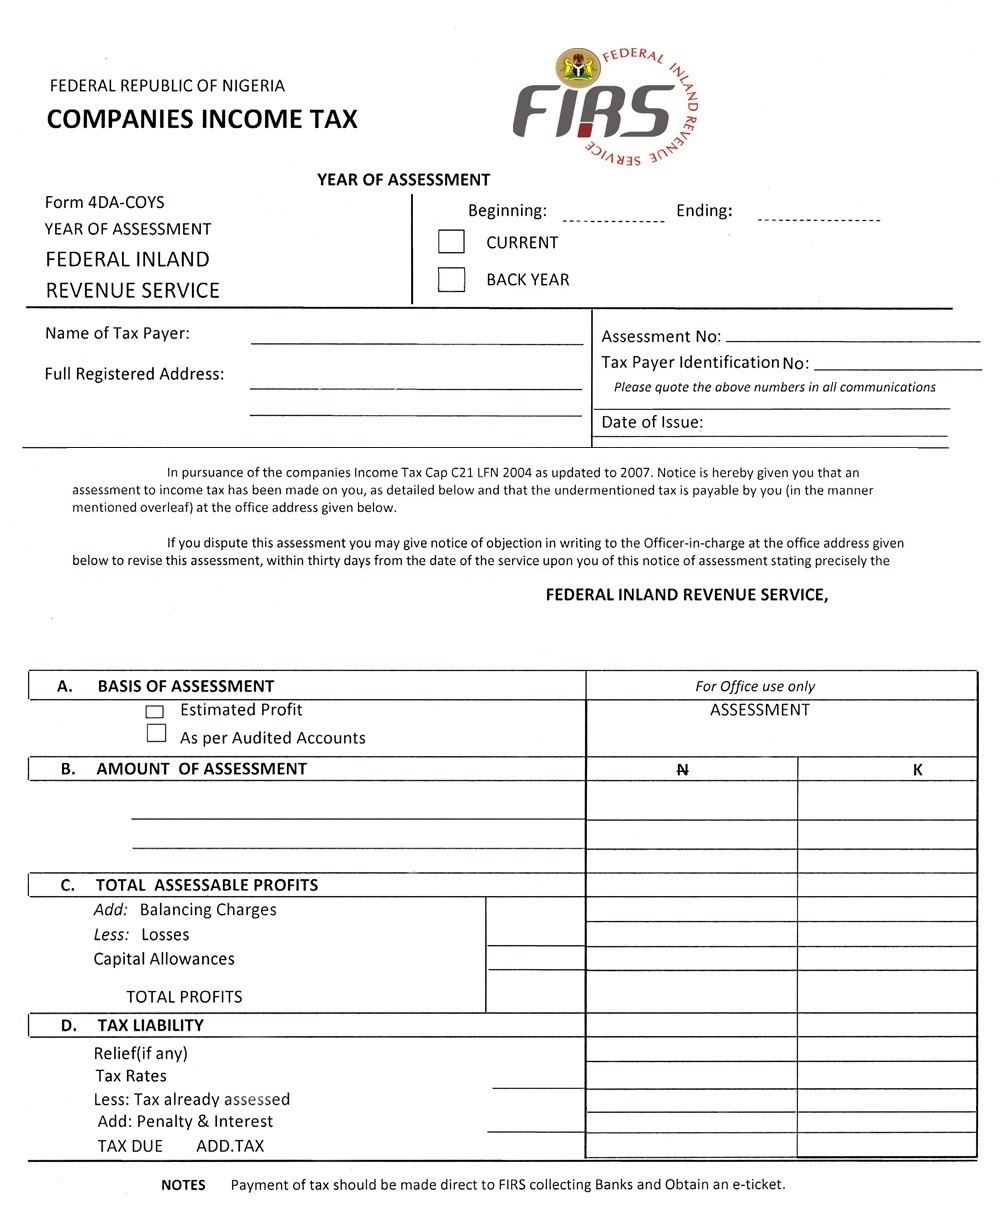 FEDERAL REPUBLIC OF NIGERIA
COMPANIES INCOME TAX
FIRS
FEDERAL INLAND REVENUE SERVICE
YEAR OF ASSESSMENT
Form 4DA-COYS
YEAR OF ASSESSMENT
FEDERAL INLAND
REVENUE SERVICE
Beginning: Ending:
CURRENT
BACK YEAR
Name of Tax Payer:
Full Registered Address:
Assessment No:
Tax Payer Identification No:
Please quote the above numbers in all communications
Date of Issue:
In pursuance of the companies Income Tax Cap C21 LFN 2004 as updated to 2007. Notice is hereby given you that an
assessment to income tax has been made on you, as detailed below and that the undermentioned tax is payable by you (in the manner
mentioned overleaf) at the office address given below.
If you dispute this assessment you may give notice of objection in writing to the Officer-in-charge at the office address given
below to revise this assessment, within thirty days from the date of the service upon you of this notice of assessment stating precisely the
FEDERAL INLAND REVENUE SERVICE,
A. BASIS OF ASSESSMENT For Office use only
Estimated Profit ASSESSMENT
As per Audited Accounts
B. AMOUNT OF ASSESSMENT ₦ K
C. TOTAL ASSESSABLE PROFITS
Add: Balancing Charges
Less: Losses
Capital Allowances
TOTAL PROFITS
D. TAX LIABILITY
Relief(if any)
Tax Rates
Less: Tax already assessed
Add: Penalty & Interest
TAX DUE ADD.TAX
NOTES Payment of tax should be made direct to FIRS collecting Banks and Obtain an e-ticket.